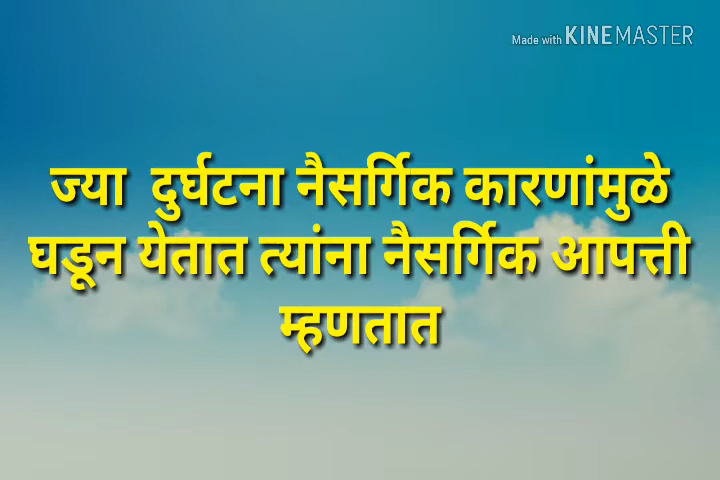 Made with KINEMASTER
ज्या दुर्घटना नैसर्गिक कारणांमुळे
घडून येतात त्यांना नैसर्गिक आपत्ती
म्हणतात